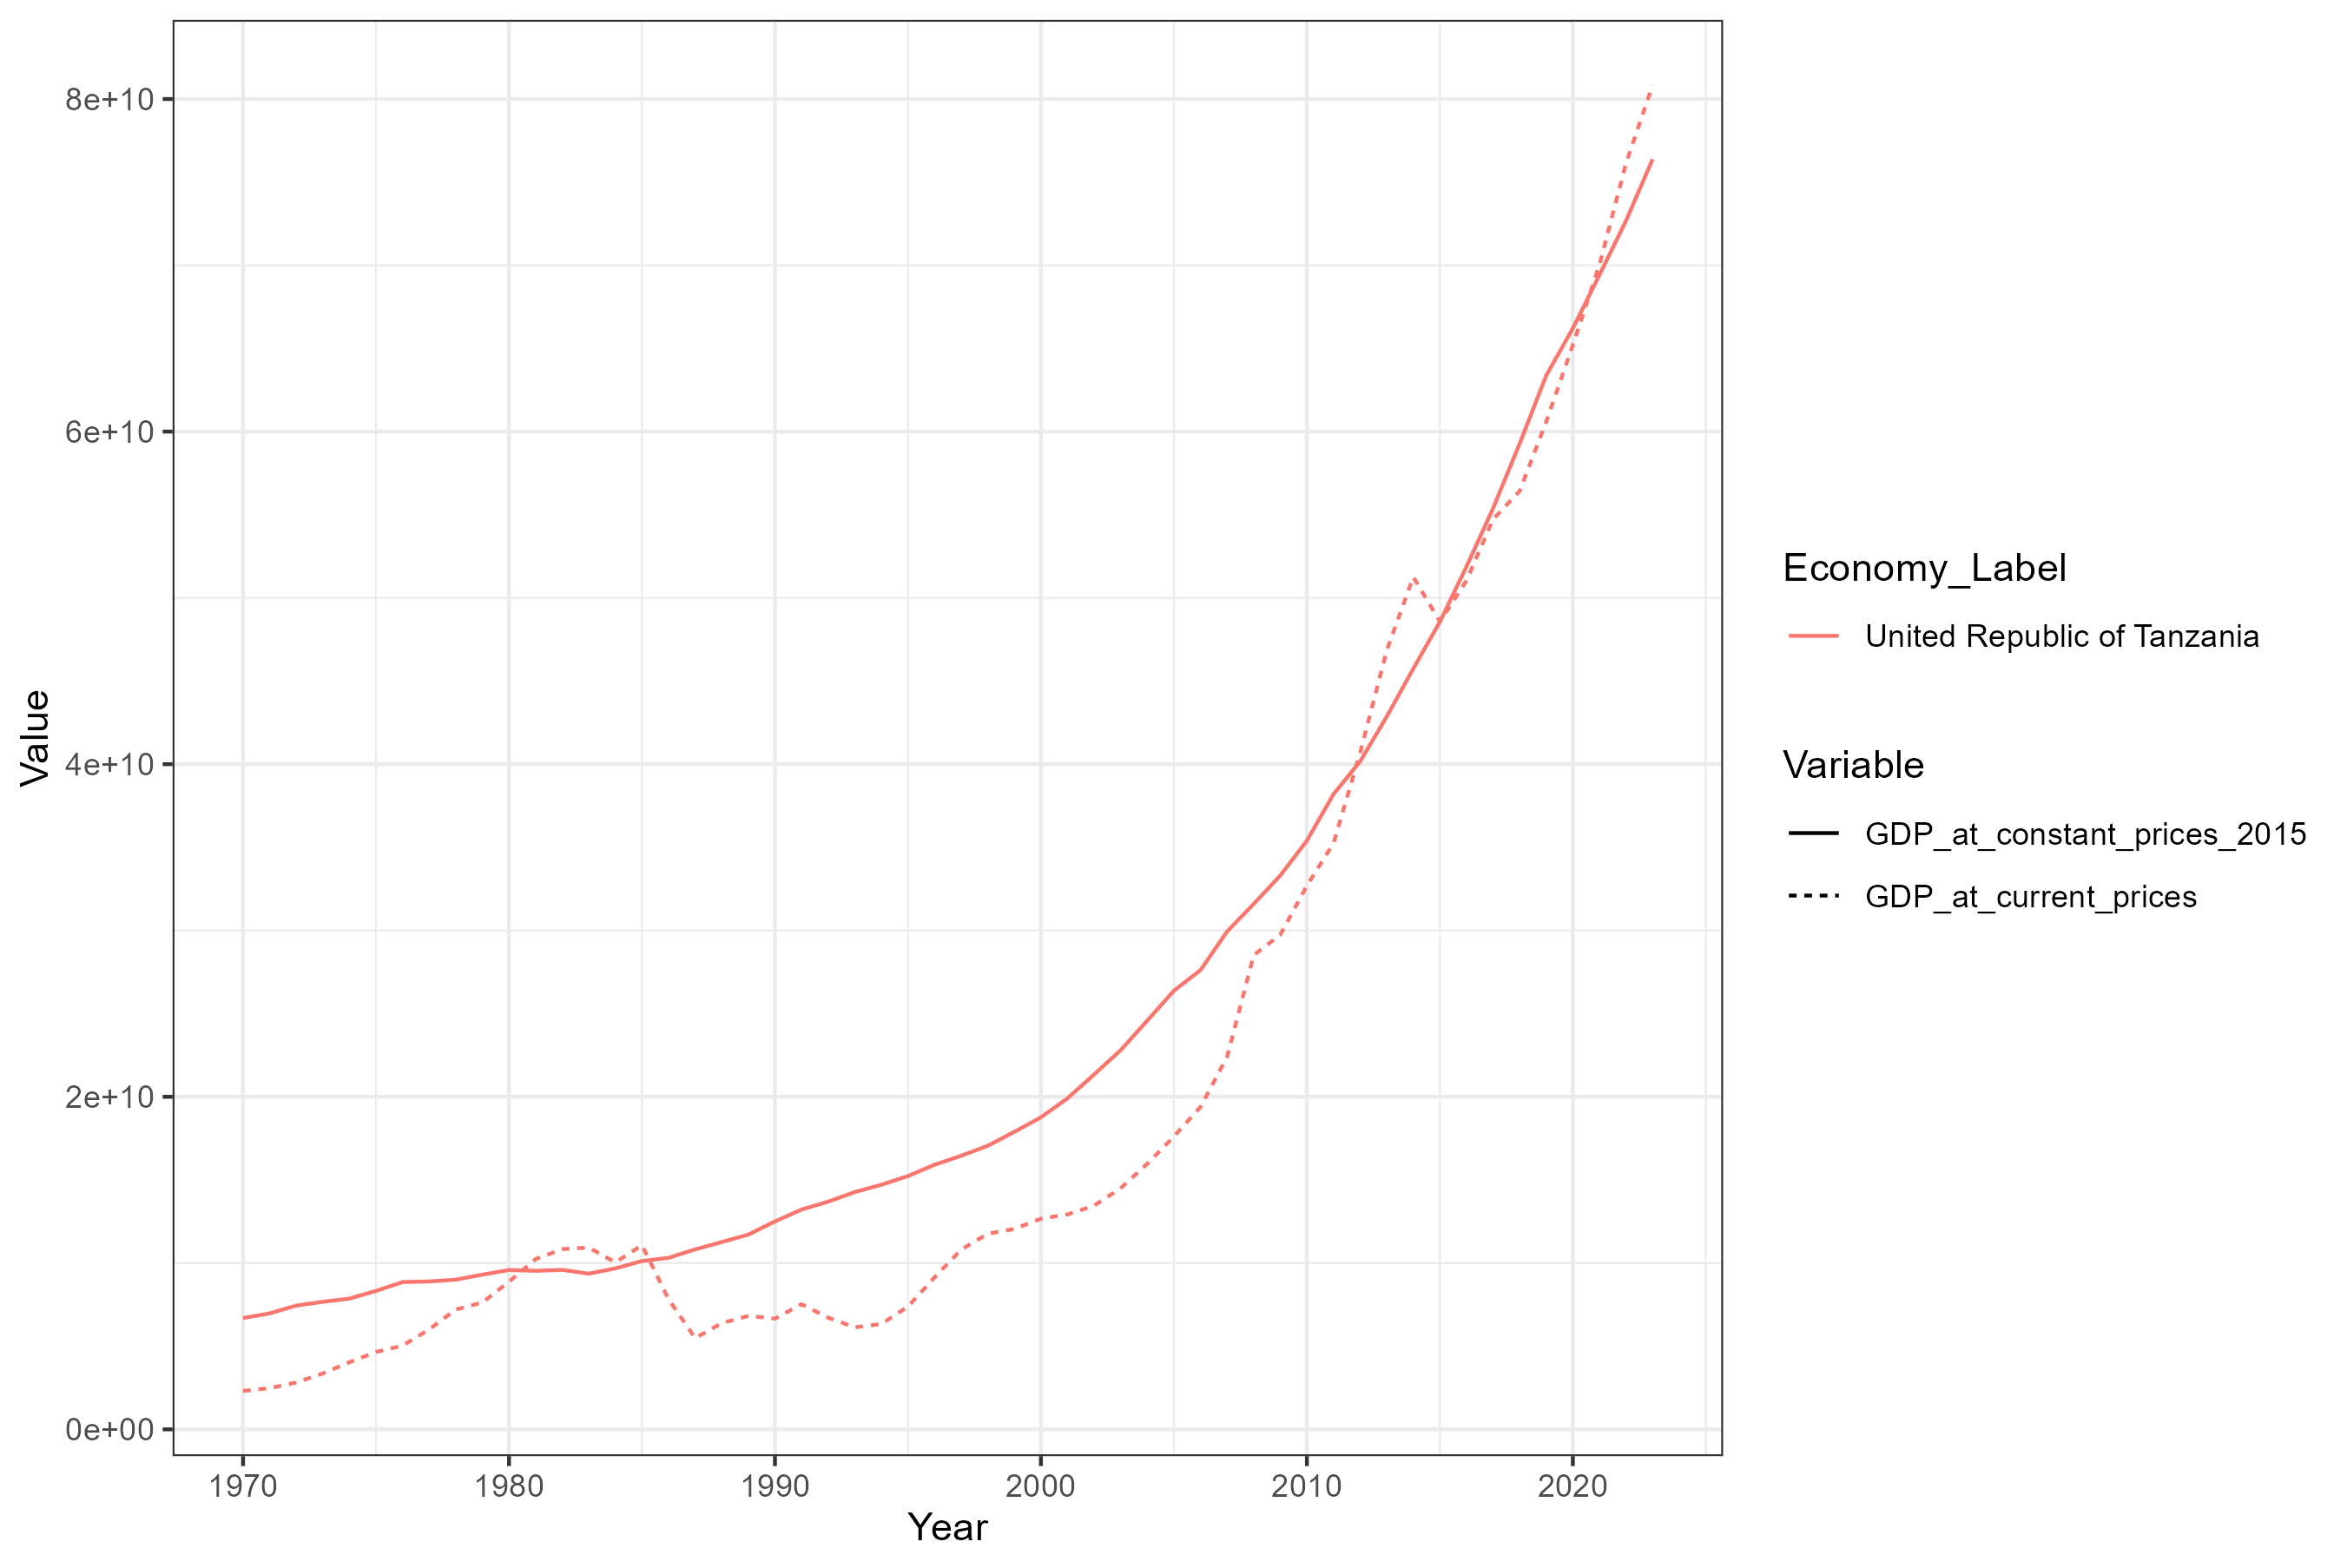 8e+10
6e+10
4e+10
2e+10
0e+00
Value
1970 1980 1990 2000 2010 2020
Year
Economy_Label
United Republic of Tanzania
Variable
GDP_at_constant_prices_2015
GDP_at_current_prices